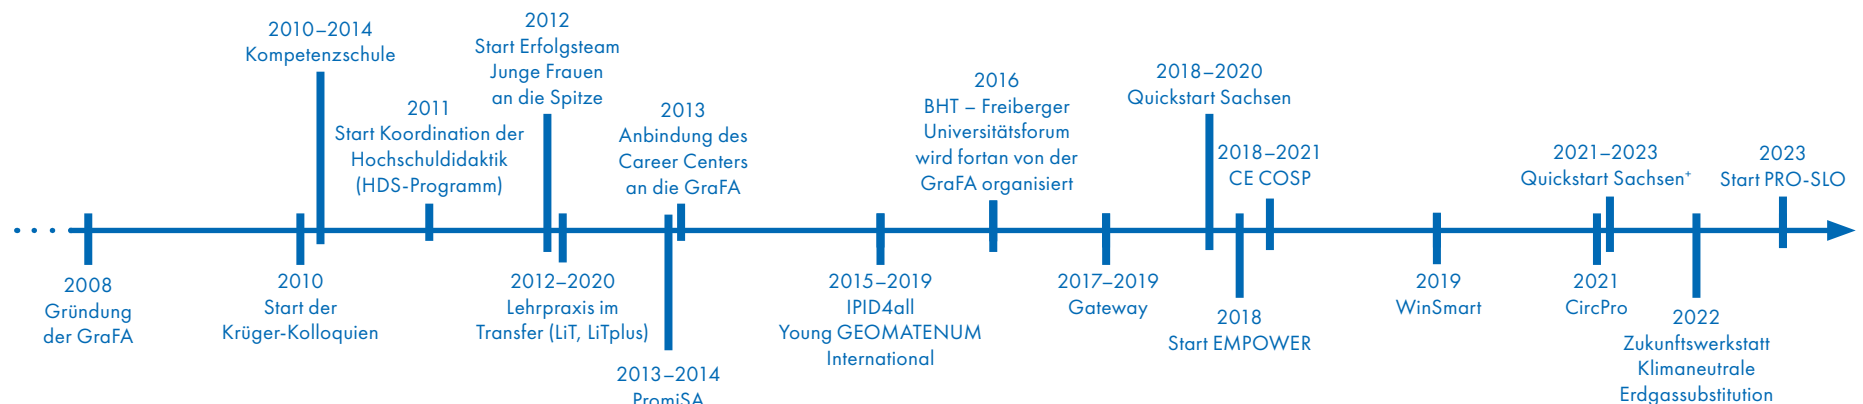 2008
Gründung
der GraFA
2010
Start der
Krüger-Kolloquien
2010–2014
Kompetenzschule
2011
Start Koordination der
Hochschuldidaktik
(HDS-Programm)
2012
Start Erfolgsteam
Junge Frauen
an die Spitze
2012–2020
Lehrpraxis im
Transfer (LiT, LiTplus)
2013–2014
PromiSA
2013
Anbindung des
Career Centers
an die GraFA
2015–2019
IPID4all
Young GEOMATENUM
International
2016
BHT – Freiberger
Universitätsforum
wird fortan von der
GraFA organisiert
2017–2019
Gateway
2018–2020
Quickstart Sachsen
2018
Start EMPOWER
2018–2021
CE COSP
2019
WinSmart
2021
CircPro
2021–2023
Quickstart Sachsen⁺
2022
Zukunftswerkstatt
Klimaneutrale
Erdgassubstitution
2023
Start PRO-SLO